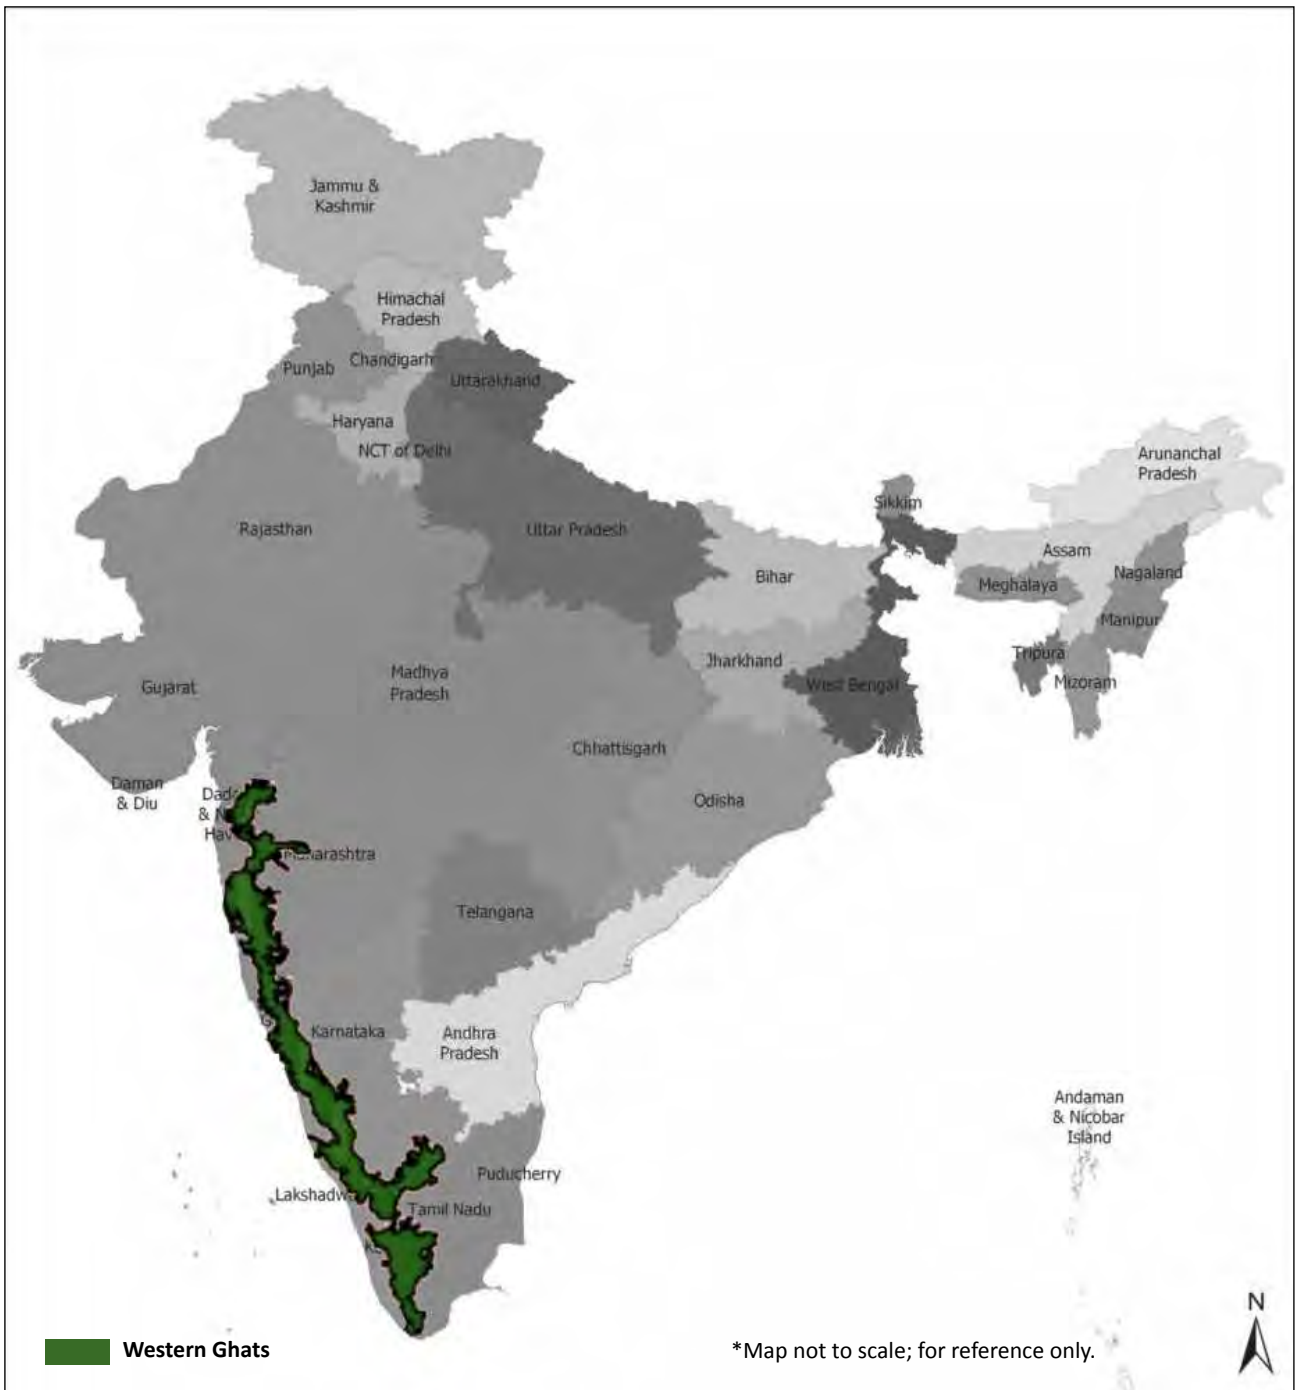 Jammu &
Kashmir
Himachal
Pradesh
Chandigarh
Punjab
Uttarakhand
Haryana
NCT of Delhi
Arunanchal
Pradesh
Sikkim
Rajasthan
Uttar Pradesh
Assam
Bihar
Nagaland
Meghalaya
Manipur
Tripura
Jharkhand
Madhya
Pradesh
Gujarat
West Bengal
Mizoram
Chhattisgarh
Daman
& Diu
Odisha
&
Telangana
Karnataka
Andhra
Pradesh
Andaman
& Nicobar
Island
Puducherry
Tamil Nadu
N
Western Ghats
*Map not to scale; for reference only.